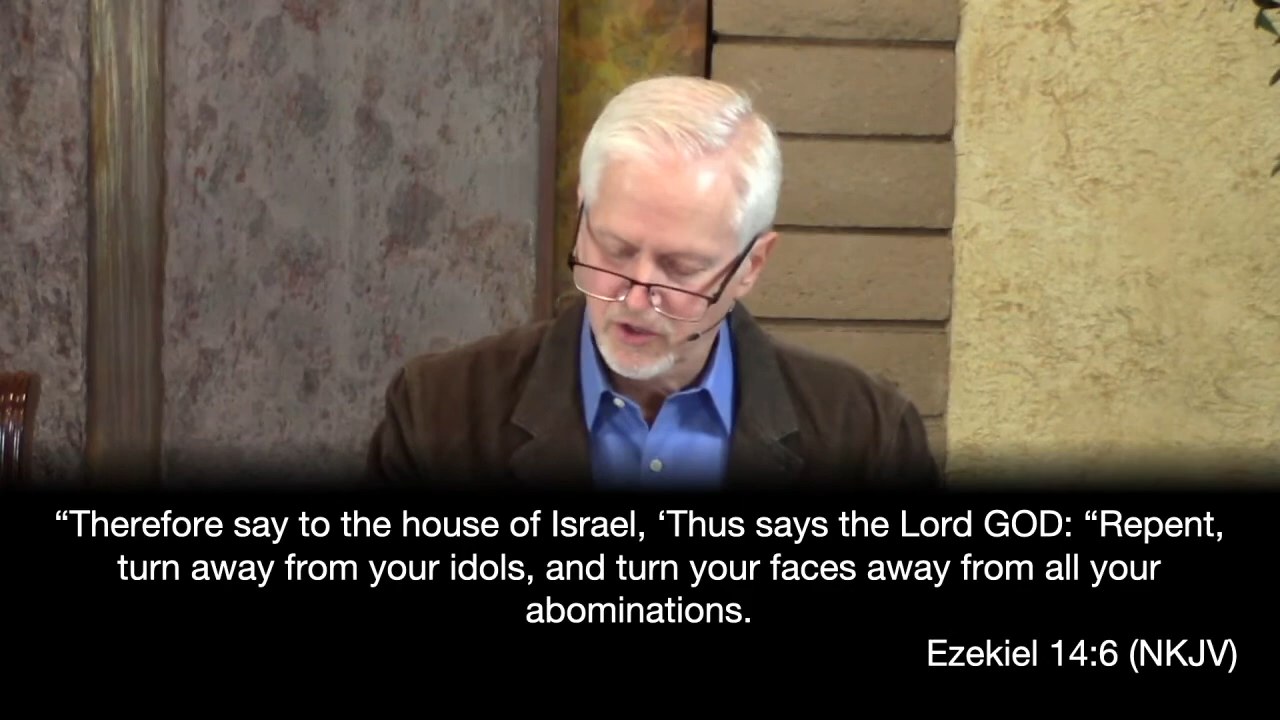 “Therefore say to the house of Israel, ‘Thus says the Lord GOD: “Repent,
turn away from your idols, and turn your faces away from all your
abominations.
Ezekiel 14:6 (NKJV)